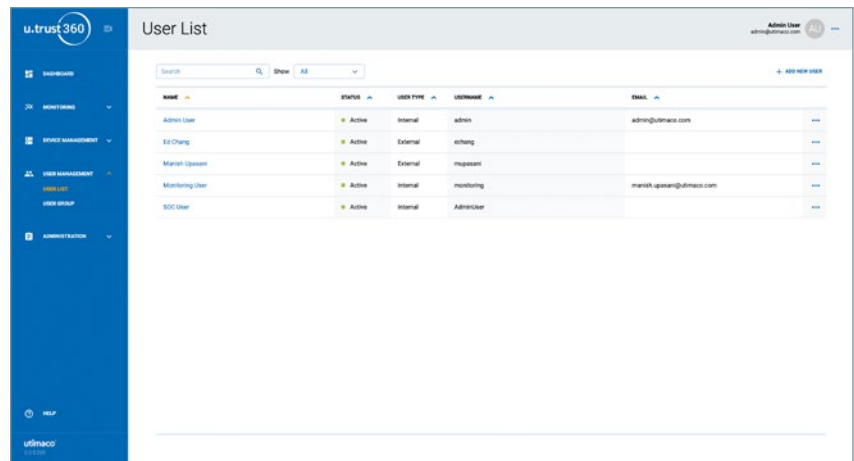 u.trust 360
User List
Admin User
admin@utimaco.com
AU
DASHBOARD
MONITORING
DEVICE MANAGEMENT
USER MANAGEMENT
USER LIST
USER GROUP
ADMINISTRATION
HELP
utimaco
Search Show All + ADD NEW USER
NAME STATUS USER TYPE USERNAME EMAIL
Admin User Active Internal admin admin@utimaco.com
Ed Chang Active External echang
Manish Upasani Active External mupasani
Monitoring User Active Internal monitoring manish.upasani@utimaco.com
SOC User Active Internal AdminUser